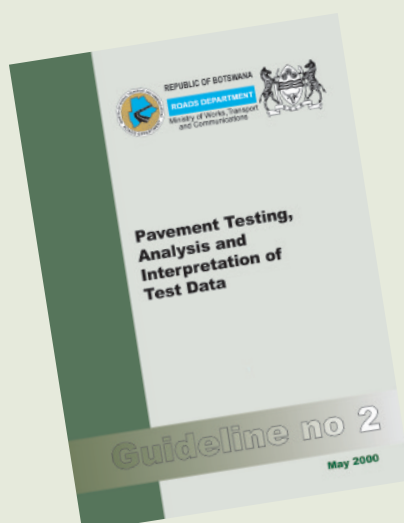 REPUBLIC OF BOTSWANA
ROADS DEPARTMENT
Ministry of Works, Transport
and Communications
Pavement Testing,
Analysis and
Interpretation of
Test Data
Guideline no 2
May 2000